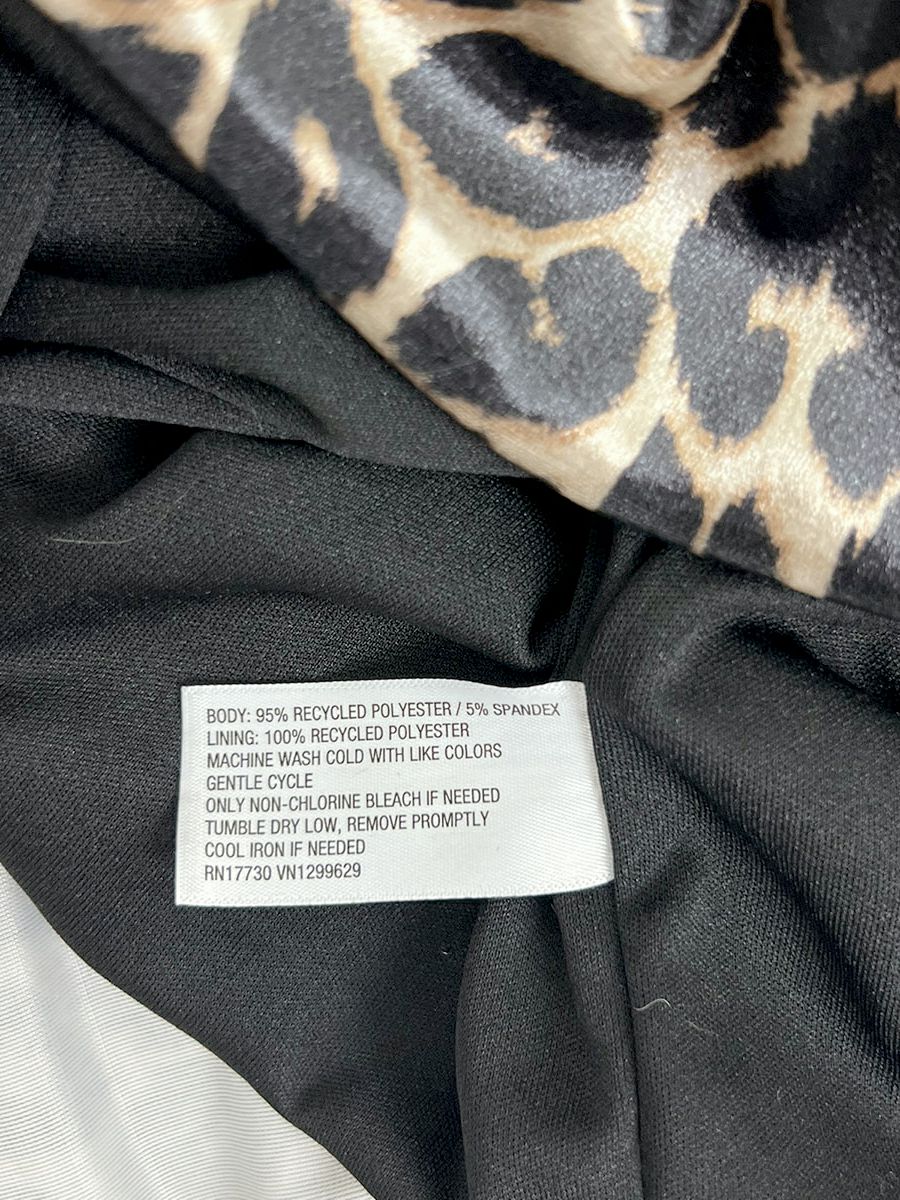 BODY: 95% RECYCLED POLYESTER / 5% SPANDEX
LINING: 100% RECYCLED POLYESTER
MACHINE WASH COLD WITH LIKE COLORS
GENTLE CYCLE
ONLY NON-CHLORINE BLEACH IF NEEDED
TUMBLE DRY LOW, REMOVE PROMPTLY
COOL IRON IF NEEDED
RN17730 VN1299629